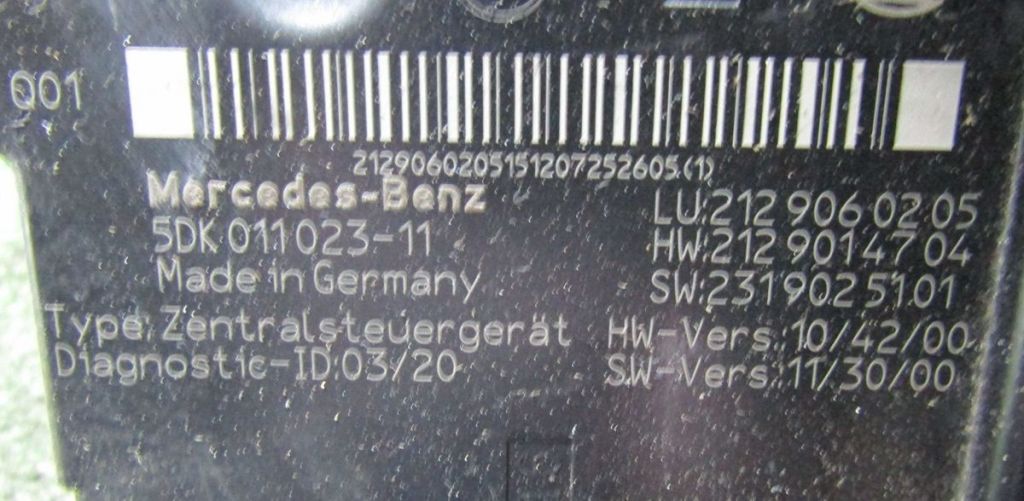 Q01
2129060205151207252605(1)
Mercedes-Benz
LU:212 906 02 05
5DK 011 023-11
HW:212 901 47 04
Made in Germany
SW:231 902 51 01
Type: Zentralsteuergerät
HW-Vers.:10/42/00
Diagnostic-ID:03/20
SW-Vers.:11/30/00